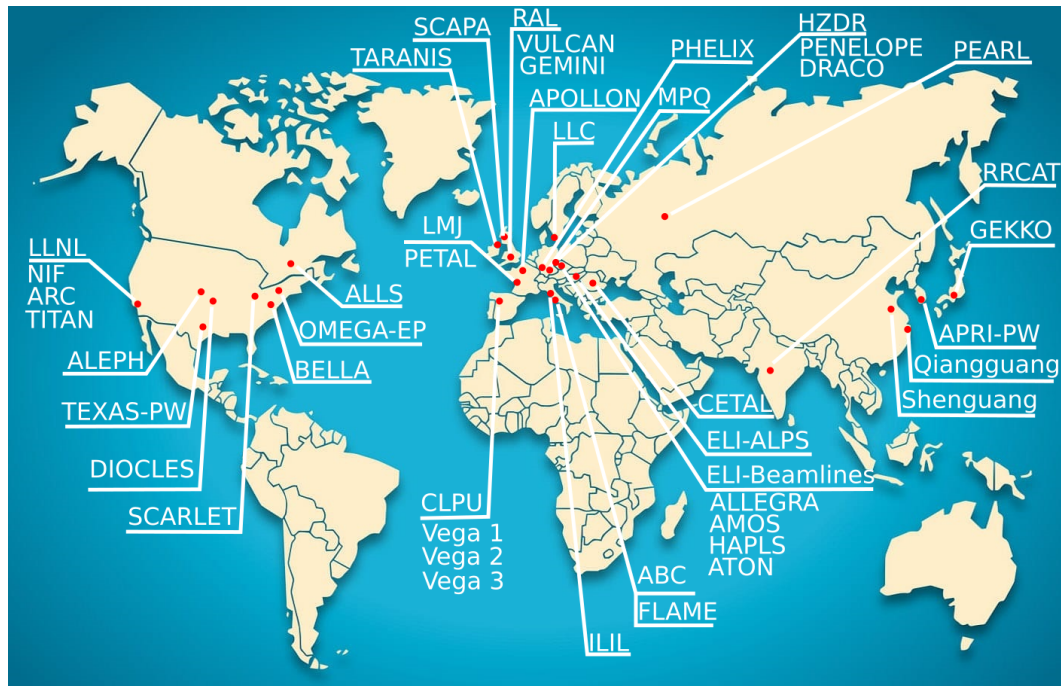 SCAPA
RAL
VULCAN
GEMINI
TARANIS
APOLLON
PHELIX
MPQ
LLC
HZDR
PENELOPE
DRACO
PEARL
RRCAT
GEKKO
LMJ
PETAL
LLNL
NIF
ARC
TITAN
ALLS
OMEGA-EP
BELLA
ALEPH
TEXAS-PW
DIOCLES
SCARLET
APRI-PW
Qiangguang
Shenguang
CETAL
ELI-ALPS
ELI-Beamlines
ALLEGRA
AMOS
HAPLS
ATON
CLPU
Vega 1
Vega 2
Vega 3
ABC
FLAME
ILIL